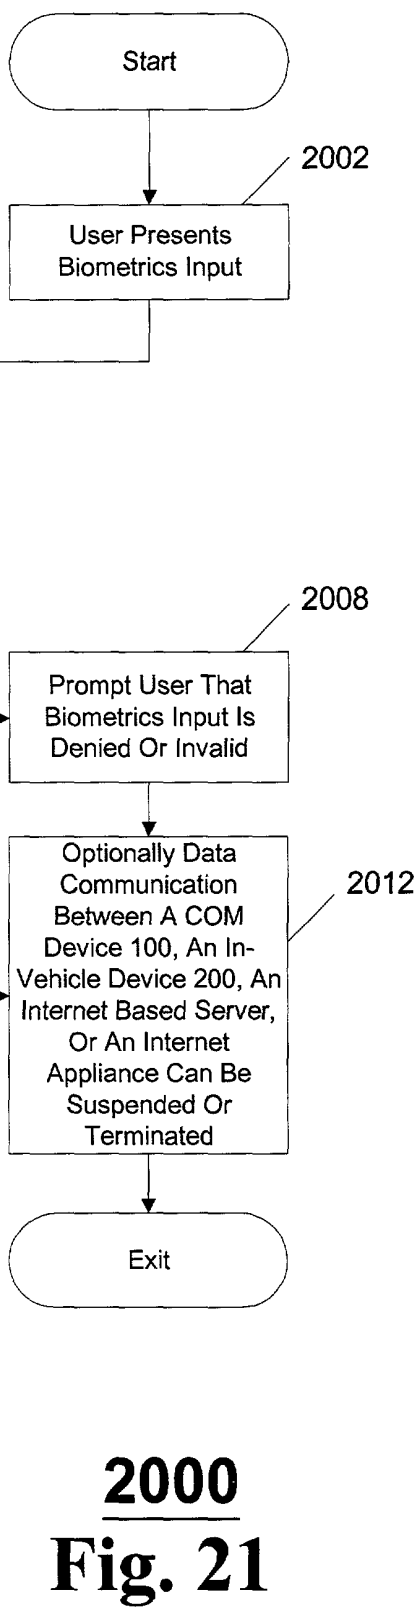 Start
2002
User Presents
Biometrics Input
2008
Prompt User That
Biometrics Input Is
Denied Or Invalid
Optionally Data
Communication
Between A COM
Device 100, An In-
Vehicle Device 200, An
Internet Based Server,
Or An Internet
Appliance Can Be
Suspended Or
Terminated
2012
Exit
2000
Fig. 21